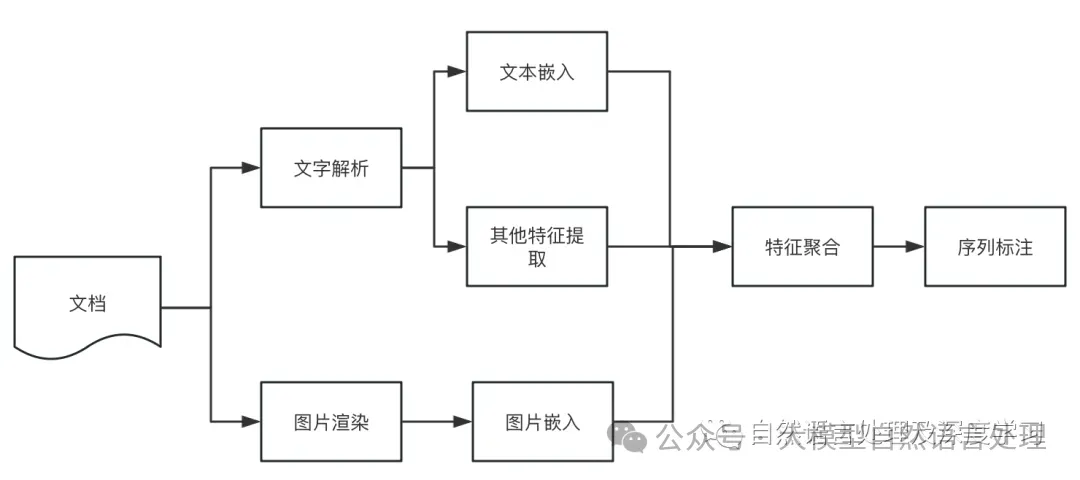 文本嵌入
文字解析
其他特征提
取
特征聚合
序列标注
文档
图片渲染
图片嵌入
公众号·大模型自然语言处理